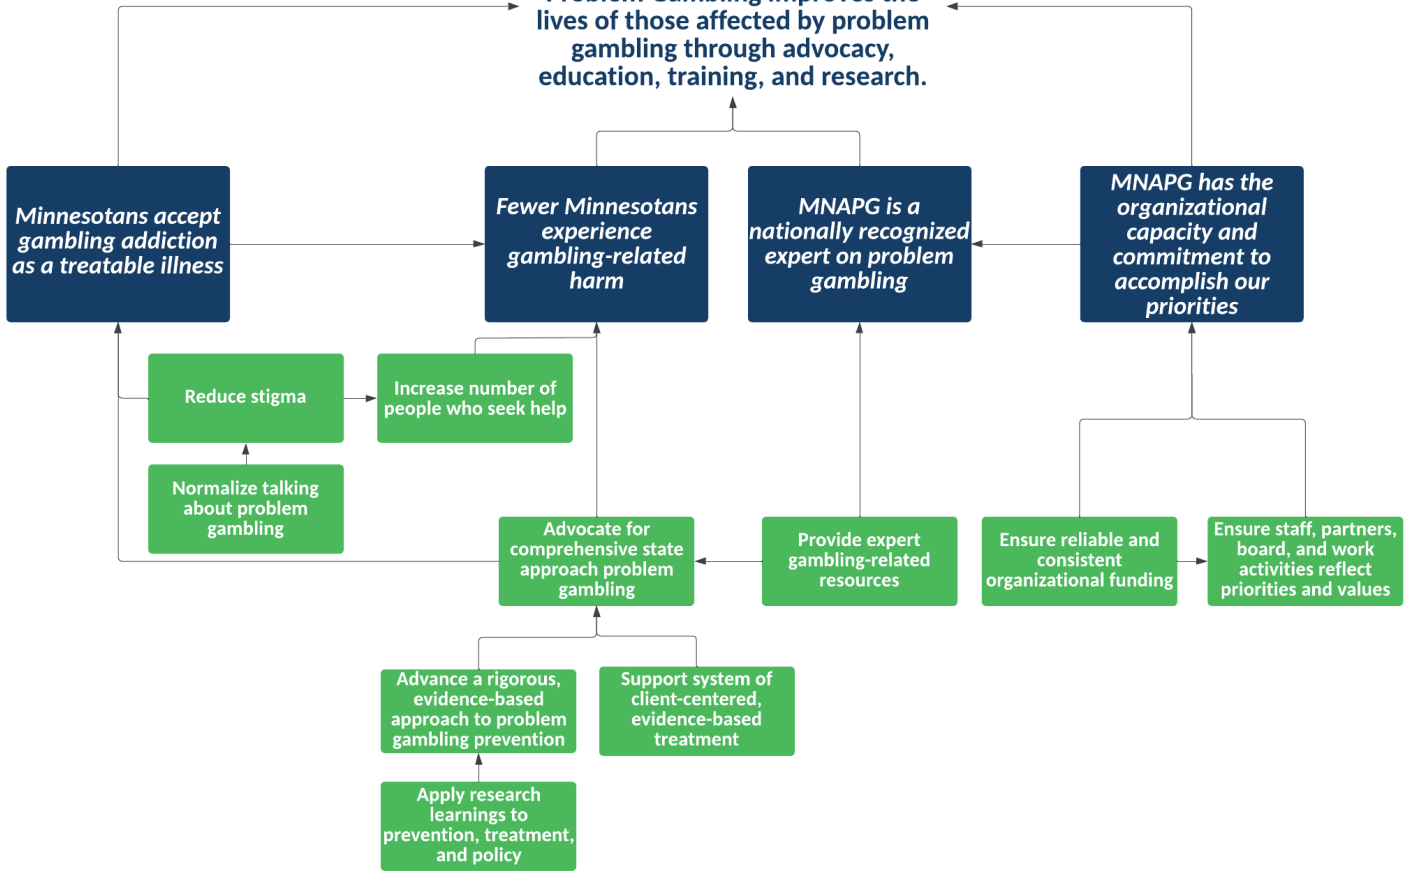 Problem Gambling improves the
lives of those affected by problem
gambling through advocacy,
education, training, and research.
Minnesotans accept
gambling addiction
as a treatable illness
Fewer Minnesotans
experience
gambling-related
harm
MNAPG is a
nationally recognized
expert on problem
gambling
MNAPG has the
organizational
capacity and
commitment to
accomplish our
priorities
Reduce stigma
Increase number of
people who seek help
Normalize talking
about problem
gambling
Advocate for
comprehensive state
approach problem
gambling
Provide expert
gambling-related
resources
Ensure reliable and
consistent
organizational funding
Ensure staff, partners,
board, and work
activities reflect
priorities and values
Advance a rigorous,
evidence-based
approach to problem
gambling prevention
Support system of
client-centered,
evidence-based
treatment
Apply research
learnings to
prevention, treatment,
and policy